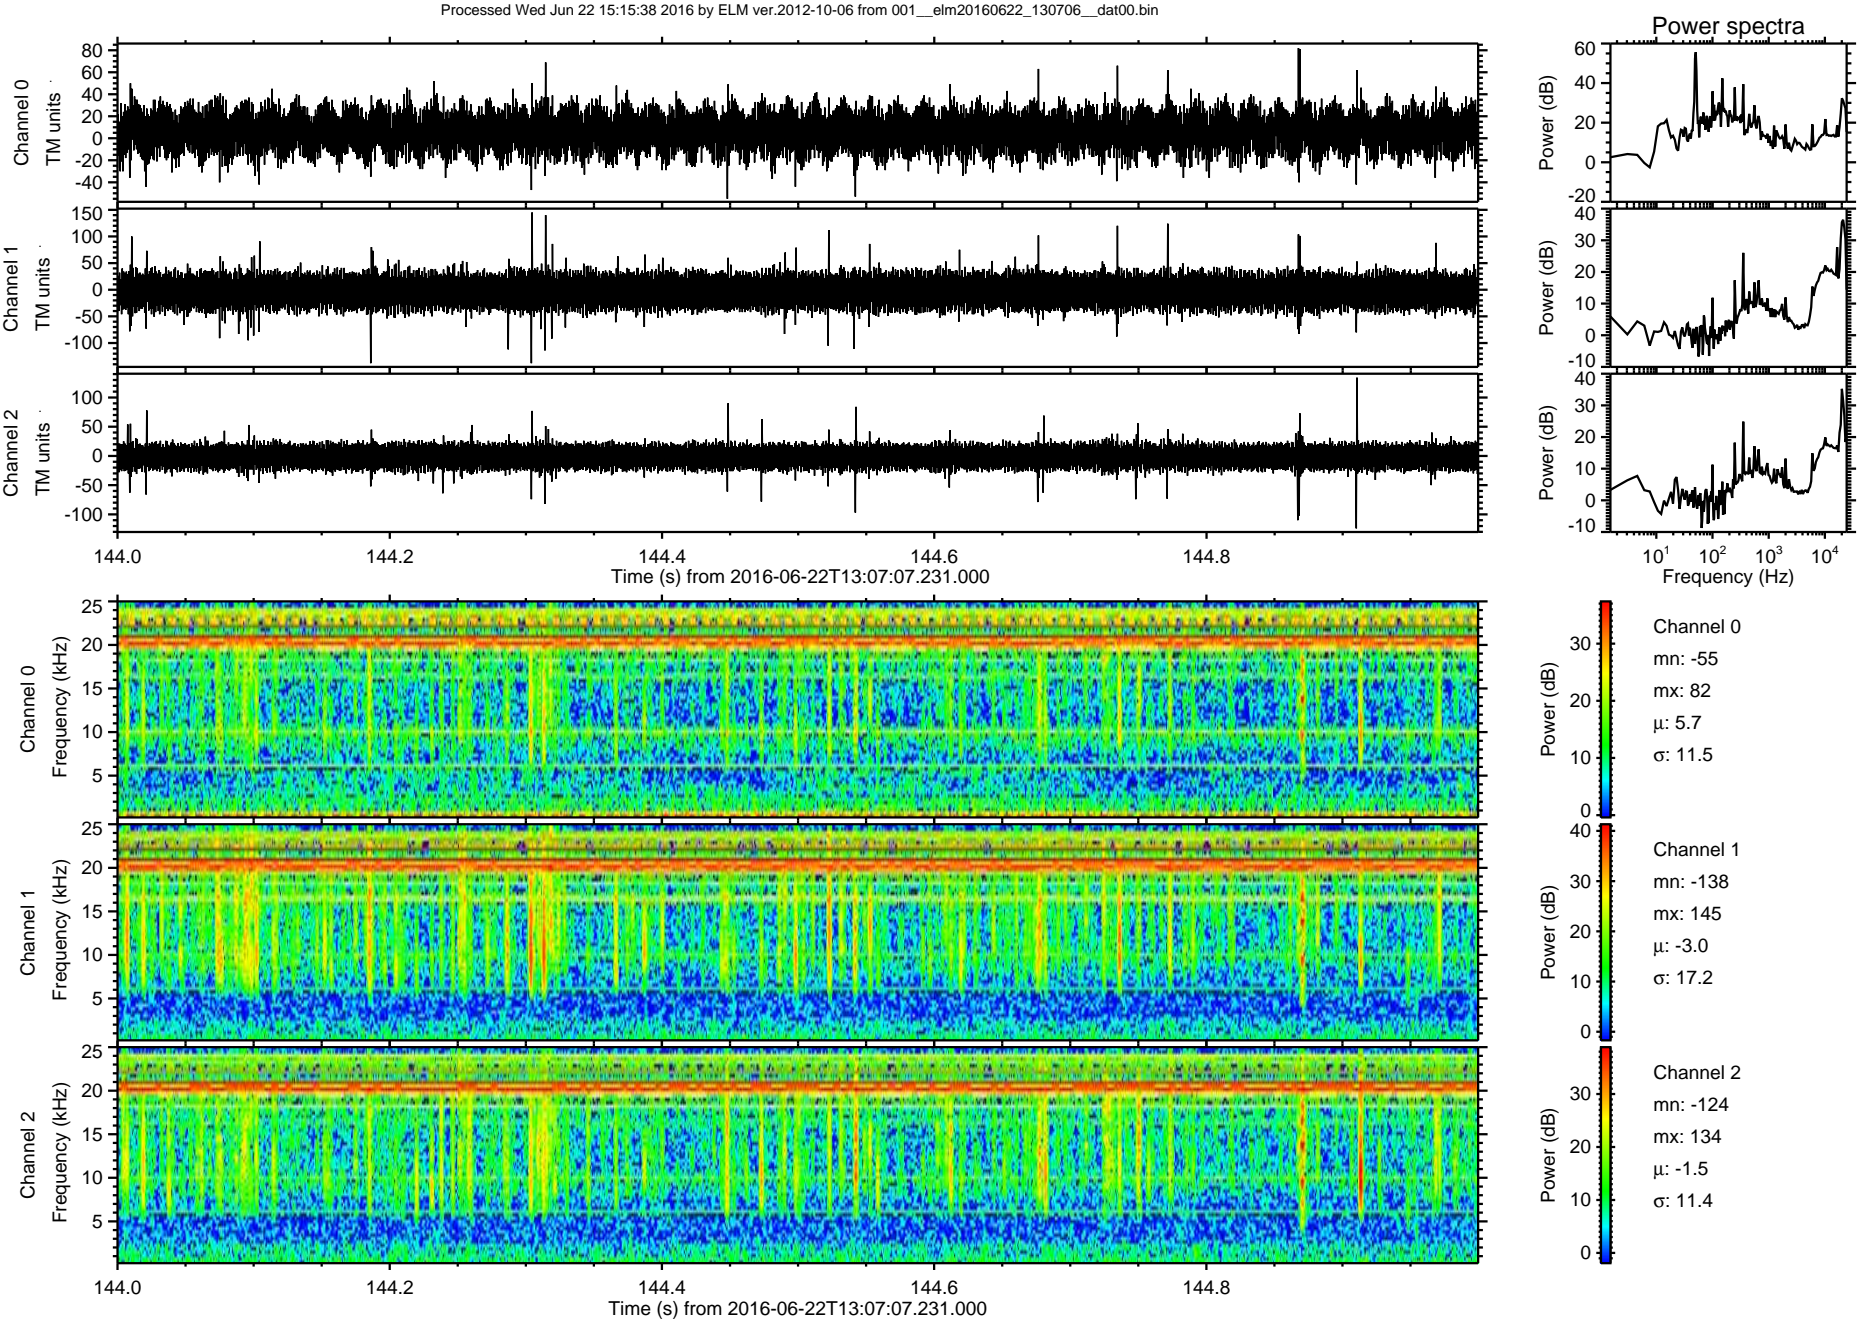 Processed Wed Jun 22 15:15:38 2016 by ELM ver.2012-10-06 from 001__elm20160622_130706__dat00.bin
Power spectra
Channel 0
TM units
80
60
40
20
0
-20
-40
Power (dB)
60
40
20
0
-20
Channel 1
TM units
150
100
50
0
-50
-100
Power (dB)
40
30
20
10
0
-10
Channel 2
TM units
100
50
0
-50
-100
Power (dB)
40
30
20
10
0
-10
144.0 144.2 144.4 144.6 144.8
Time (s) from 2016-06-22T13:07:07.231.000
10¹ 10² 10³ 10⁴
Frequency (Hz)
Channel 0
Frequency (kHz)
25
20
15
10
5
Power (dB)
30
20
10
0
Channel 0
mn: -55
mx: 82
μ: 5.7
σ: 11.5
Channel 1
Frequency (kHz)
25
20
15
10
5
Power (dB)
40
30
20
10
0
Channel 1
mn: -138
mx: 145
μ: -3.0
σ: 17.2
Channel 2
Frequency (kHz)
25
20
15
10
5
Power (dB)
30
20
10
0
Channel 2
mn: -124
mx: 134
μ: -1.5
σ: 11.4
144.0 144.2 144.4 144.6 144.8
Time (s) from 2016-06-22T13:07:07.231.000